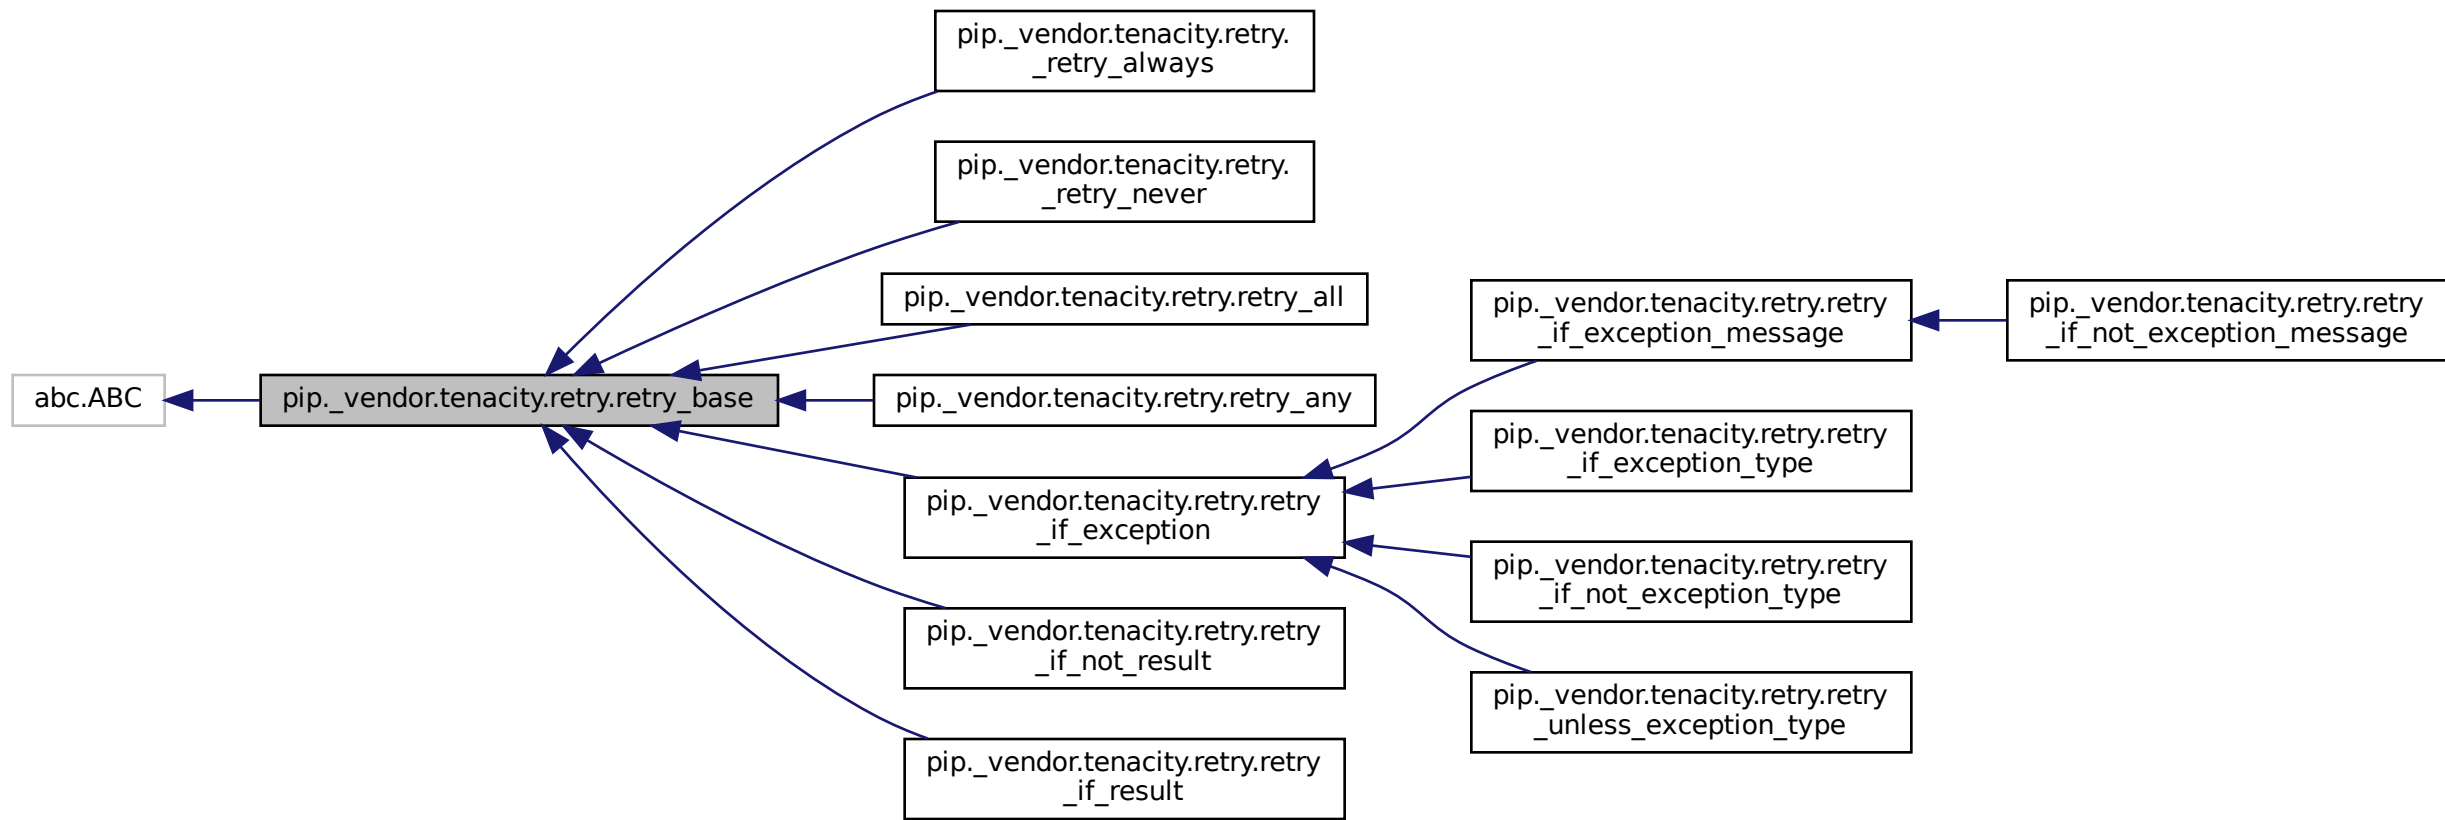 abc.ABC
pip._vendor.tenacity.retry.retry_base
pip._vendor.tenacity.retry.
_retry_always
pip._vendor.tenacity.retry.
_retry_never
pip._vendor.tenacity.retry.retry_all
pip._vendor.tenacity.retry.retry_any
pip._vendor.tenacity.retry.retry
_if_exception
pip._vendor.tenacity.retry.retry
_if_not_result
pip._vendor.tenacity.retry.retry
_if_result
pip._vendor.tenacity.retry.retry
_if_exception_message
pip._vendor.tenacity.retry.retry
_if_exception_type
pip._vendor.tenacity.retry.retry
_if_not_exception_type
pip._vendor.tenacity.retry.retry
_unless_exception_type
pip._vendor.tenacity.retry.retry
_if_not_exception_message